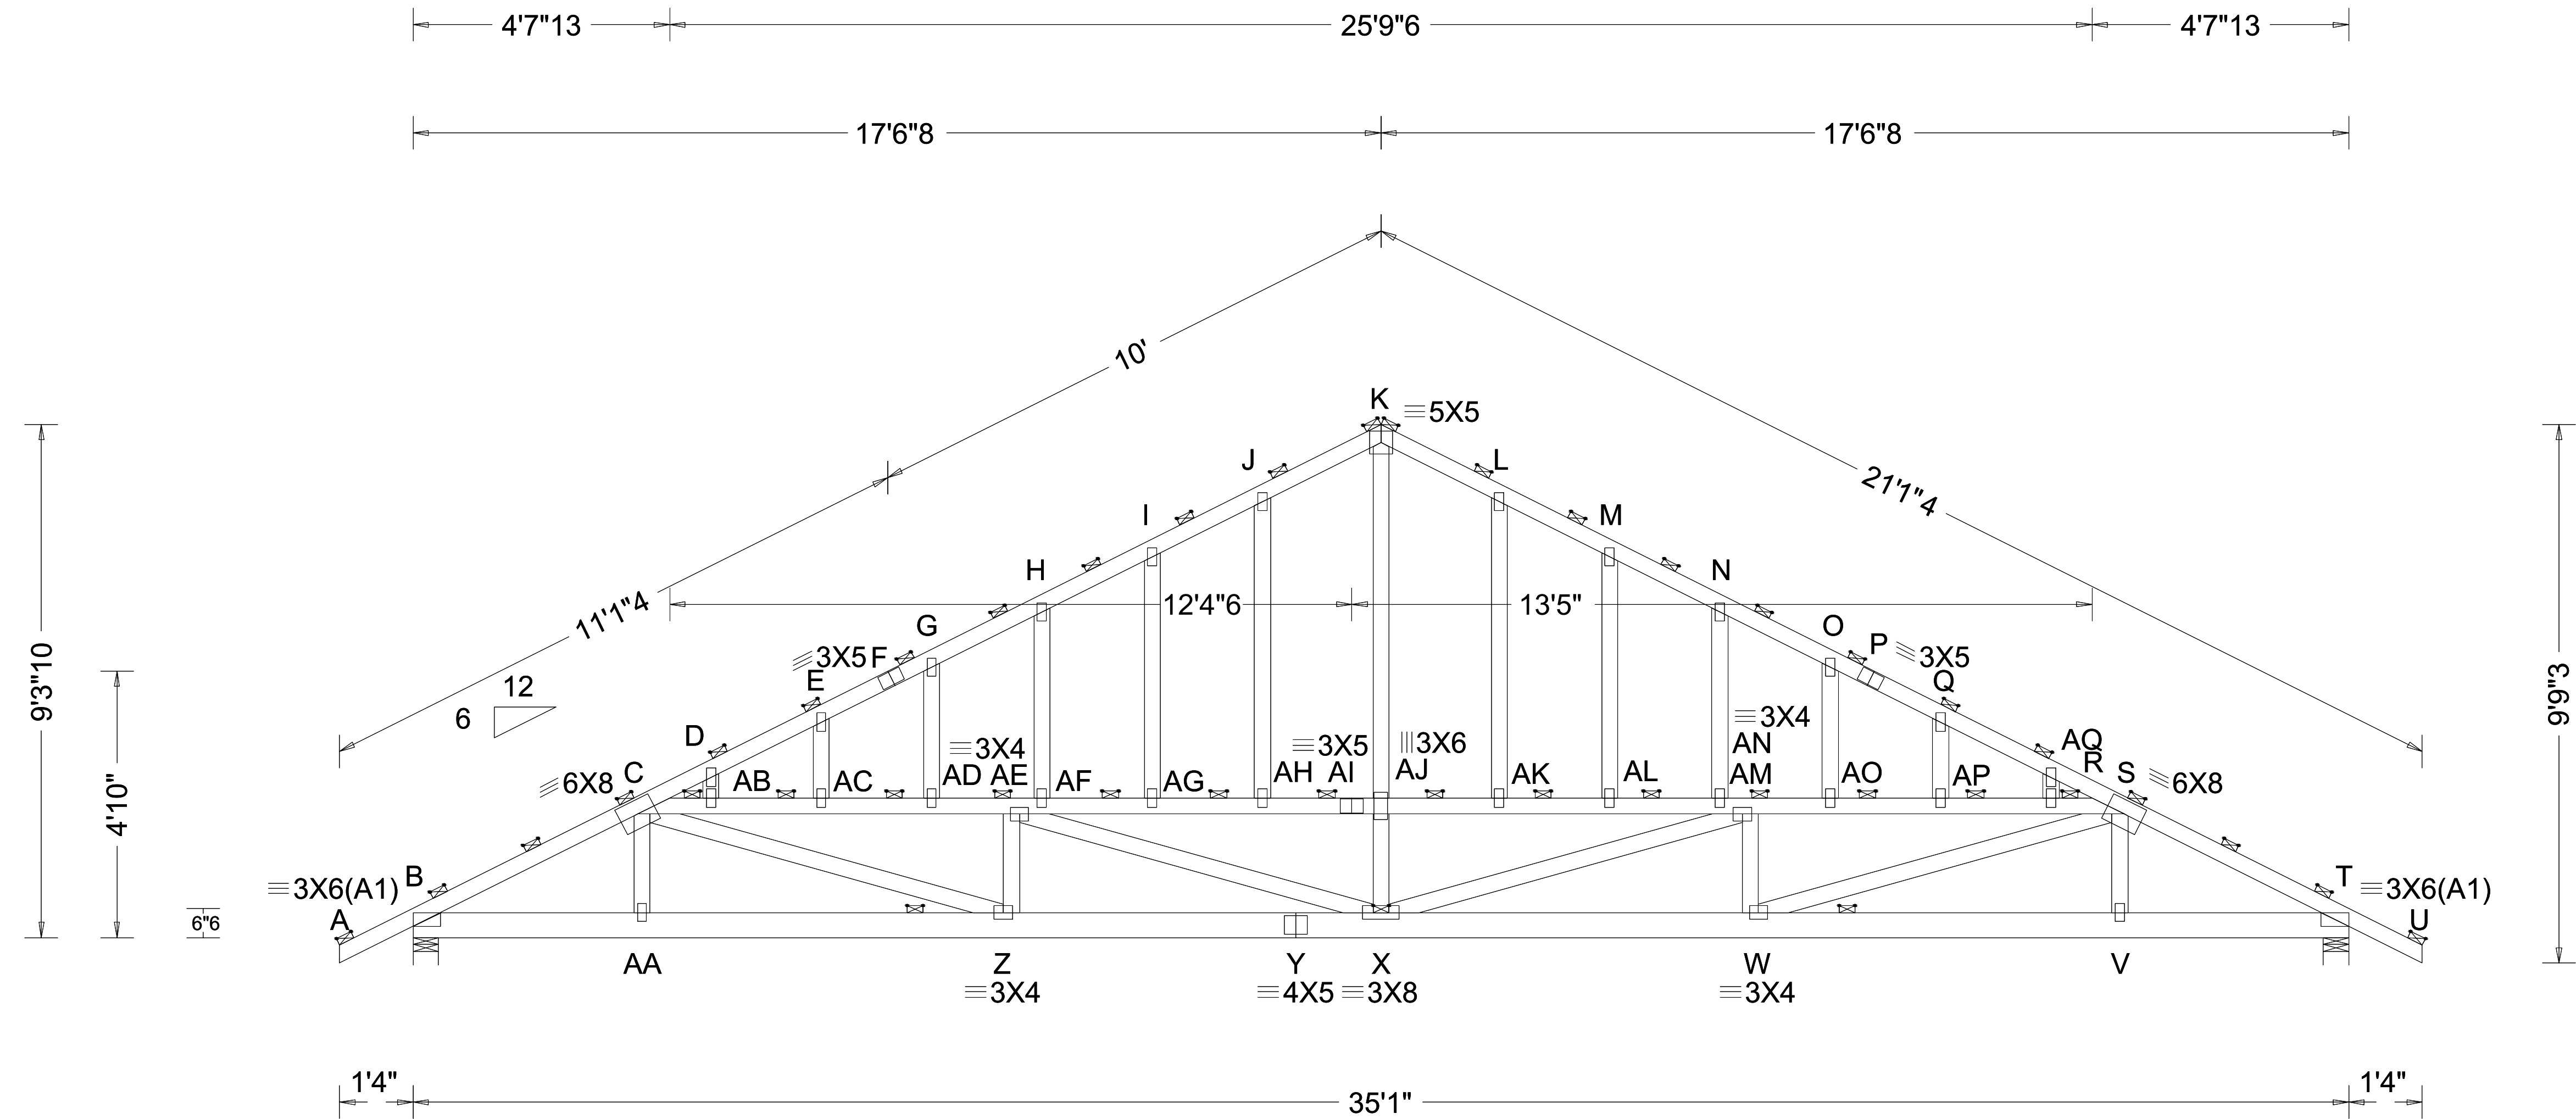 4'7"13 25'9"6 4'7"13
17'6"8 17'6"8
10'
21'1"4
11'1"4
K 5X5
J L
I M
H N
12'4"6 13'5"
G O
3X5 F P 3X5
E Q
12
6
D 3X4 3X5 3X6 3X4
AN AQ
6X8 C AB AC AD AE AF AG AH AI AJ AK AL AM AO AP R S 6X8
9'3"10
4'10"
6"6
9'9"3
3X6(A1) B T 3X6(A1)
A U
AA Z Y X W V
3X4 4X5 3X8 3X4
1'4" 35'1" 1'4"